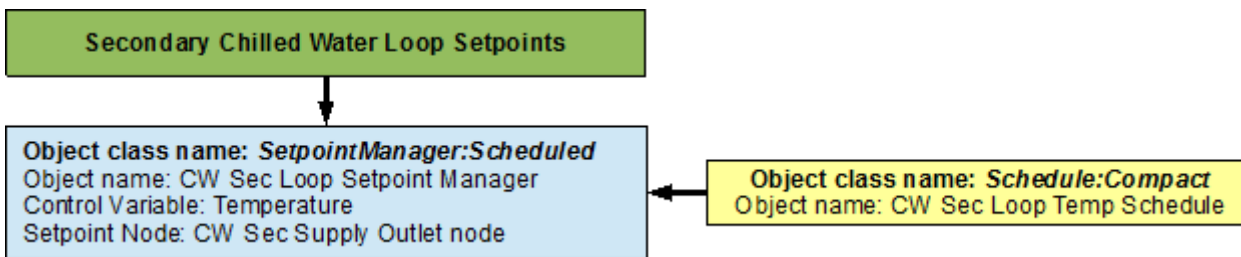 Secondary Chilled Water Loop Setpoints
Object class name: SetpointManager:Scheduled
Object name: CW Sec Loop Setpoint Manager
Control Variable: Temperature
Setpoint Node: CW Sec Supply Outlet node
Object class name: Schedule:Compact
Object name: CW Sec Loop Temp Schedule